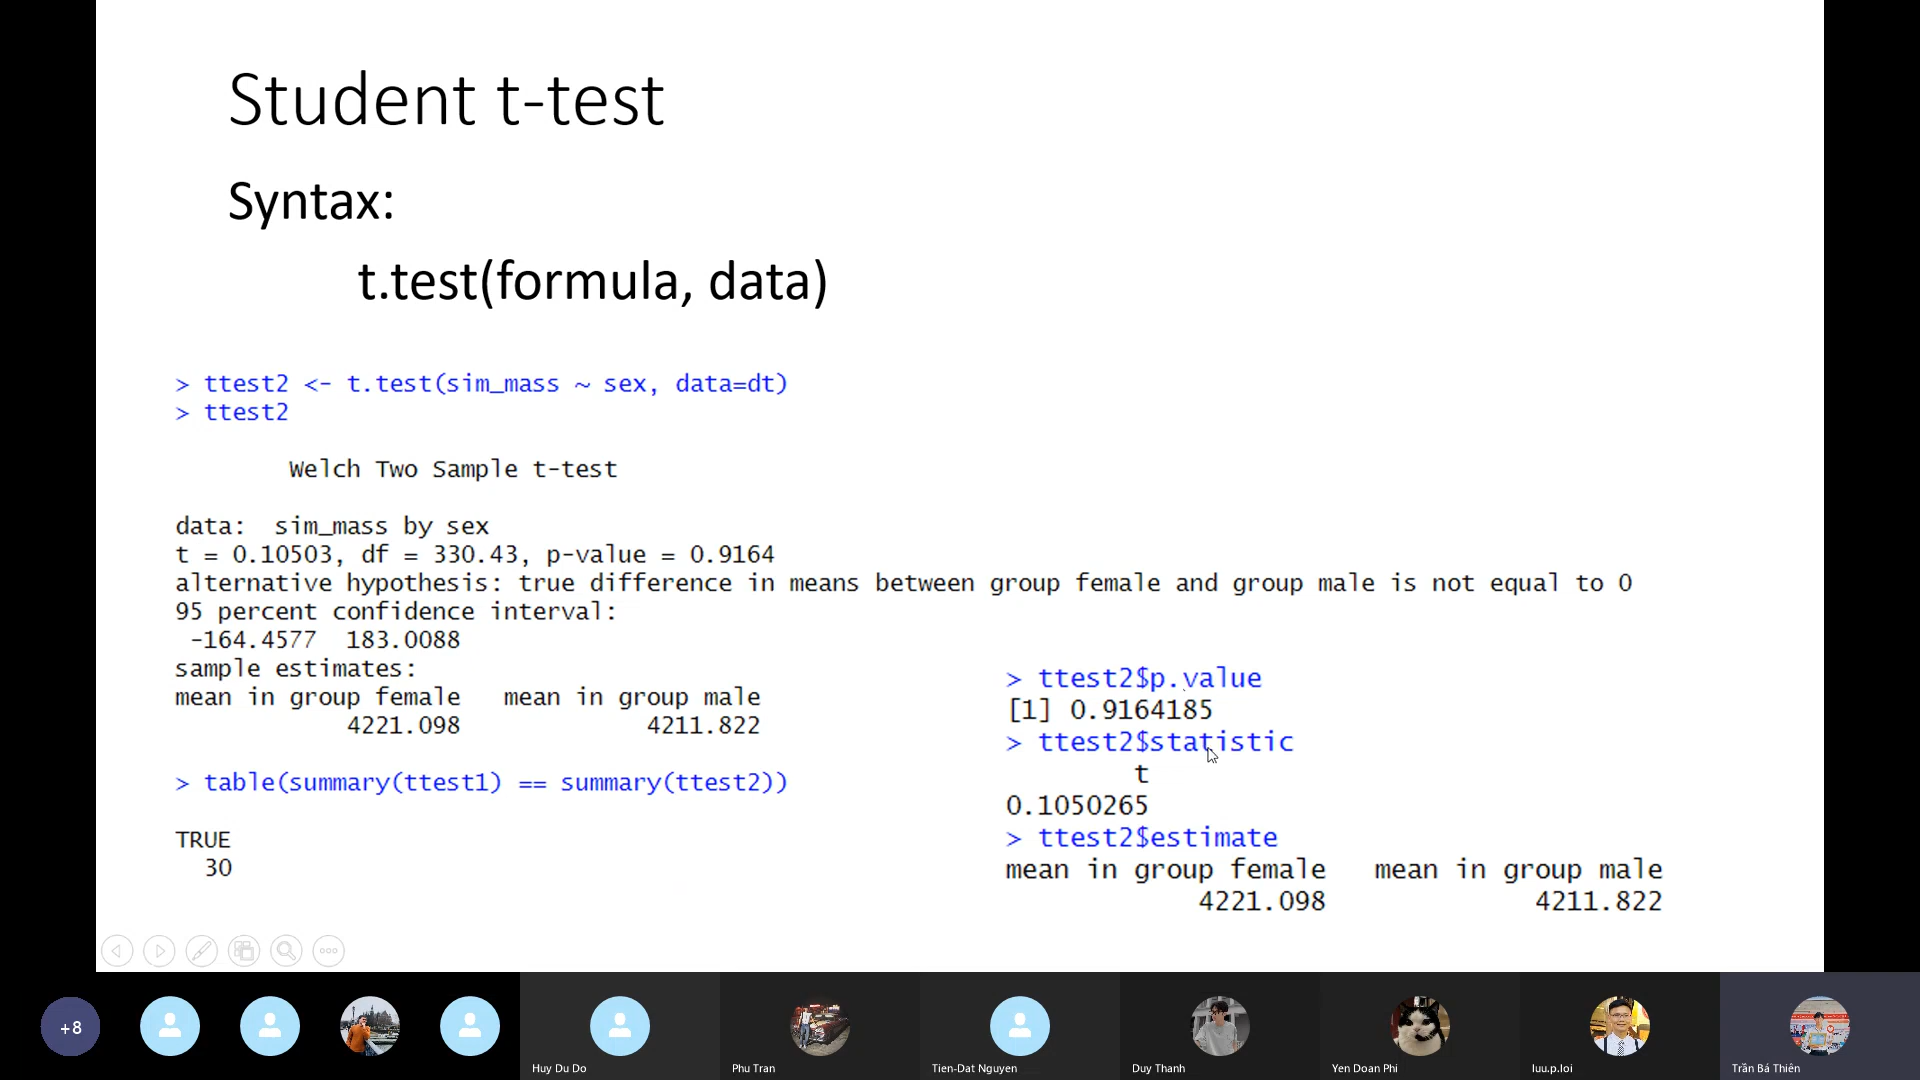 Student t-test
Syntax:
t.test(formula, data)
> ttest2 <- t.test(sim_mass ~ sex, data=dt)
> ttest2
Welch Two Sample t-test
data:  sim_mass by sex
t = 0.10503, df = 330.43, p-value = 0.9164
alternative hypothesis: true difference in means between group female and group male is not equal to 0
95 percent confidence interval:
-164.4577  183.0088
sample estimates:
mean in group female   mean in group male
4221.098             4211.822
> table(summary(ttest1) == summary(ttest2))
TRUE
30
> ttest2$p.value
[1] 0.9164185
> ttest2$statistic
t
0.1050265
> ttest2$estimate
mean in group female   mean in group male
4221.098             4211.822
+8
Huy Du Do
Phu Tran
Tien-Dat Nguyen
Duy Thanh
Yen Doan Phi
luu.p.loi
Trần Bá Thiên